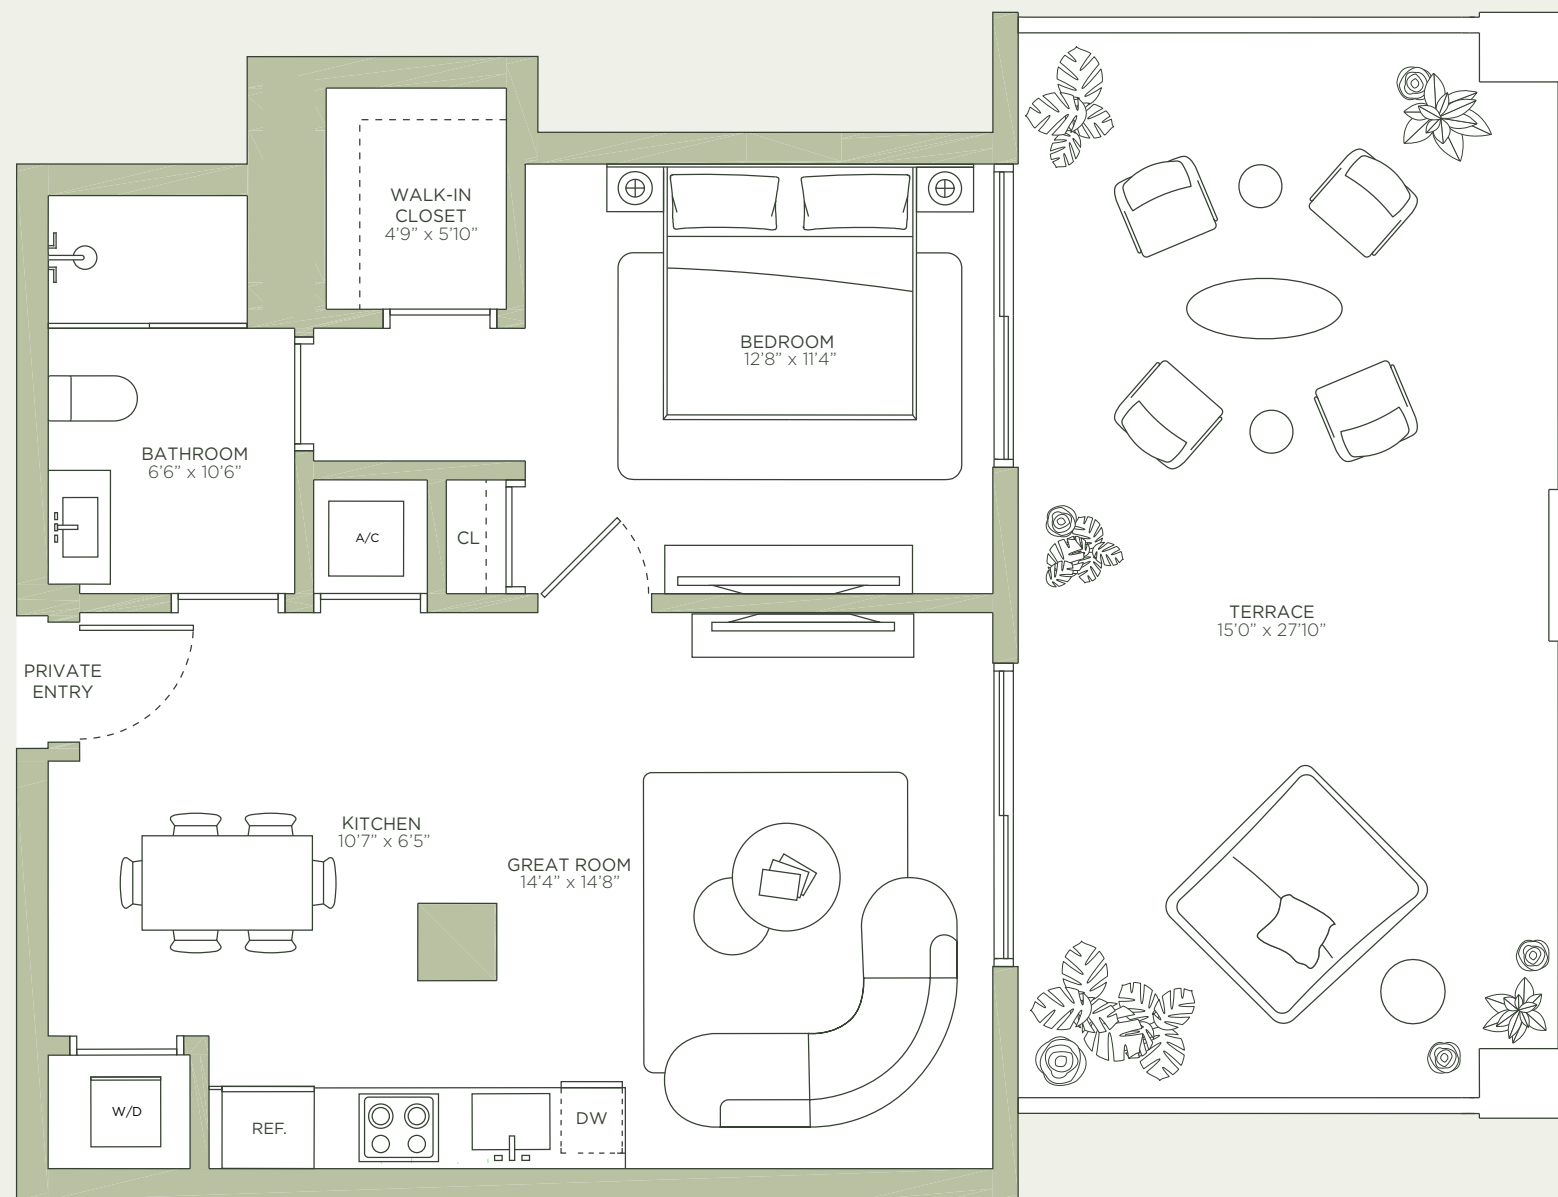 WALK-IN
CLOSET
4'9” x 5'10”
BEDROOM
12'8” x 11'4”
BATHROOM
6'6” x 10'6”
A/C
CL
TERRACE
15'0” x 27'10”
PRIVATE
ENTRY
KITCHEN
10'7” x 6'5”
GREAT ROOM
14'4” x 14'8”
W/D
REF.
DW